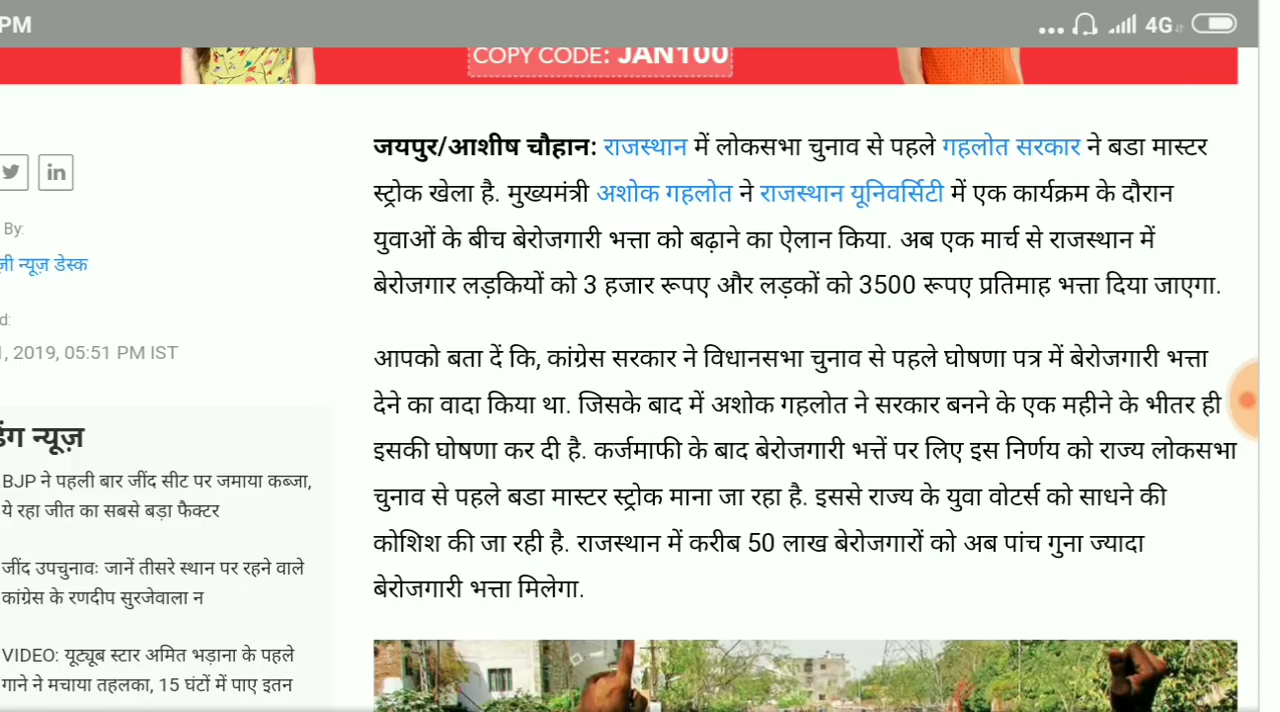 PM
4G
COPY CODE: JAN100
जयपुर/आशीष चौहान: राजस्थान में लोकसभा चुनाव से पहले गहलोत सरकार ने बडा मास्टर
स्ट्रोक खेला है. मुख्यमंत्री अशोक गहलोत ने राजस्थान यूनिवर्सिटी में एक कार्यक्रम के दौरान
युवाओं के बीच बेरोजगारी भत्ता को बढ़ाने का ऐलान किया. अब एक मार्च से राजस्थान में
बेरोजगार लड़कियों को 3 हजार रूपए और लड़कों को 3500 रूपए प्रतिमाह भत्ता दिया जाएगा.
आपको बता दें कि, कांग्रेस सरकार ने विधानसभा चुनाव से पहले घोषणा पत्र में बेरोजगारी भत्ता
देने का वादा किया था. जिसके बाद में अशोक गहलोत ने सरकार बनने के एक महीने के भीतर ही
इसकी घोषणा कर दी है. कर्जमाफी के बाद बेरोजगारी भत्तें पर लिए इस निर्णय को राज्य लोकसभा
चुनाव से पहले बडा मास्टर स्ट्रोक माना जा रहा है. इससे राज्य के युवा वोटर्स को साधने की
कोशिश की जा रही है. राजस्थान में करीब 50 लाख बेरोजगारों को अब पांच गुना ज्यादा
बेरोजगारी भत्ता मिलेगा.
in
By:
न्यूज़ डेस्क
d:
, 2019, 05:51 PM IST
न्यूज़
BJP ने पहली बार जींद सीट पर जमाया कब्जा,
ये रहा जीत का सबसे बड़ा फैक्टर
जींद उपचुनावः जानें तीसरे स्थान पर रहने वाले
कांग्रेस के रणदीप सुरजेवाला न
VIDEO: यूट्यूब स्टार अमित भड़ाना के पहले
गाने ने मचाया तहलका, 15 घंटों में पाए इतन